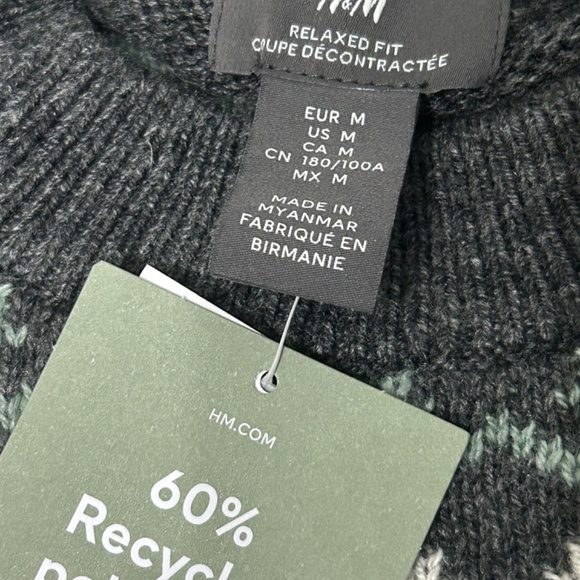 H&M
RELAXED FIT
COUPE DÉCONTRACTÉE
EUR M
US M
CA M
CN 180/100A
MX M
MADE IN
MYANMAR
FABRIQUÉ EN
BIRMANIE
HM.COM
60%